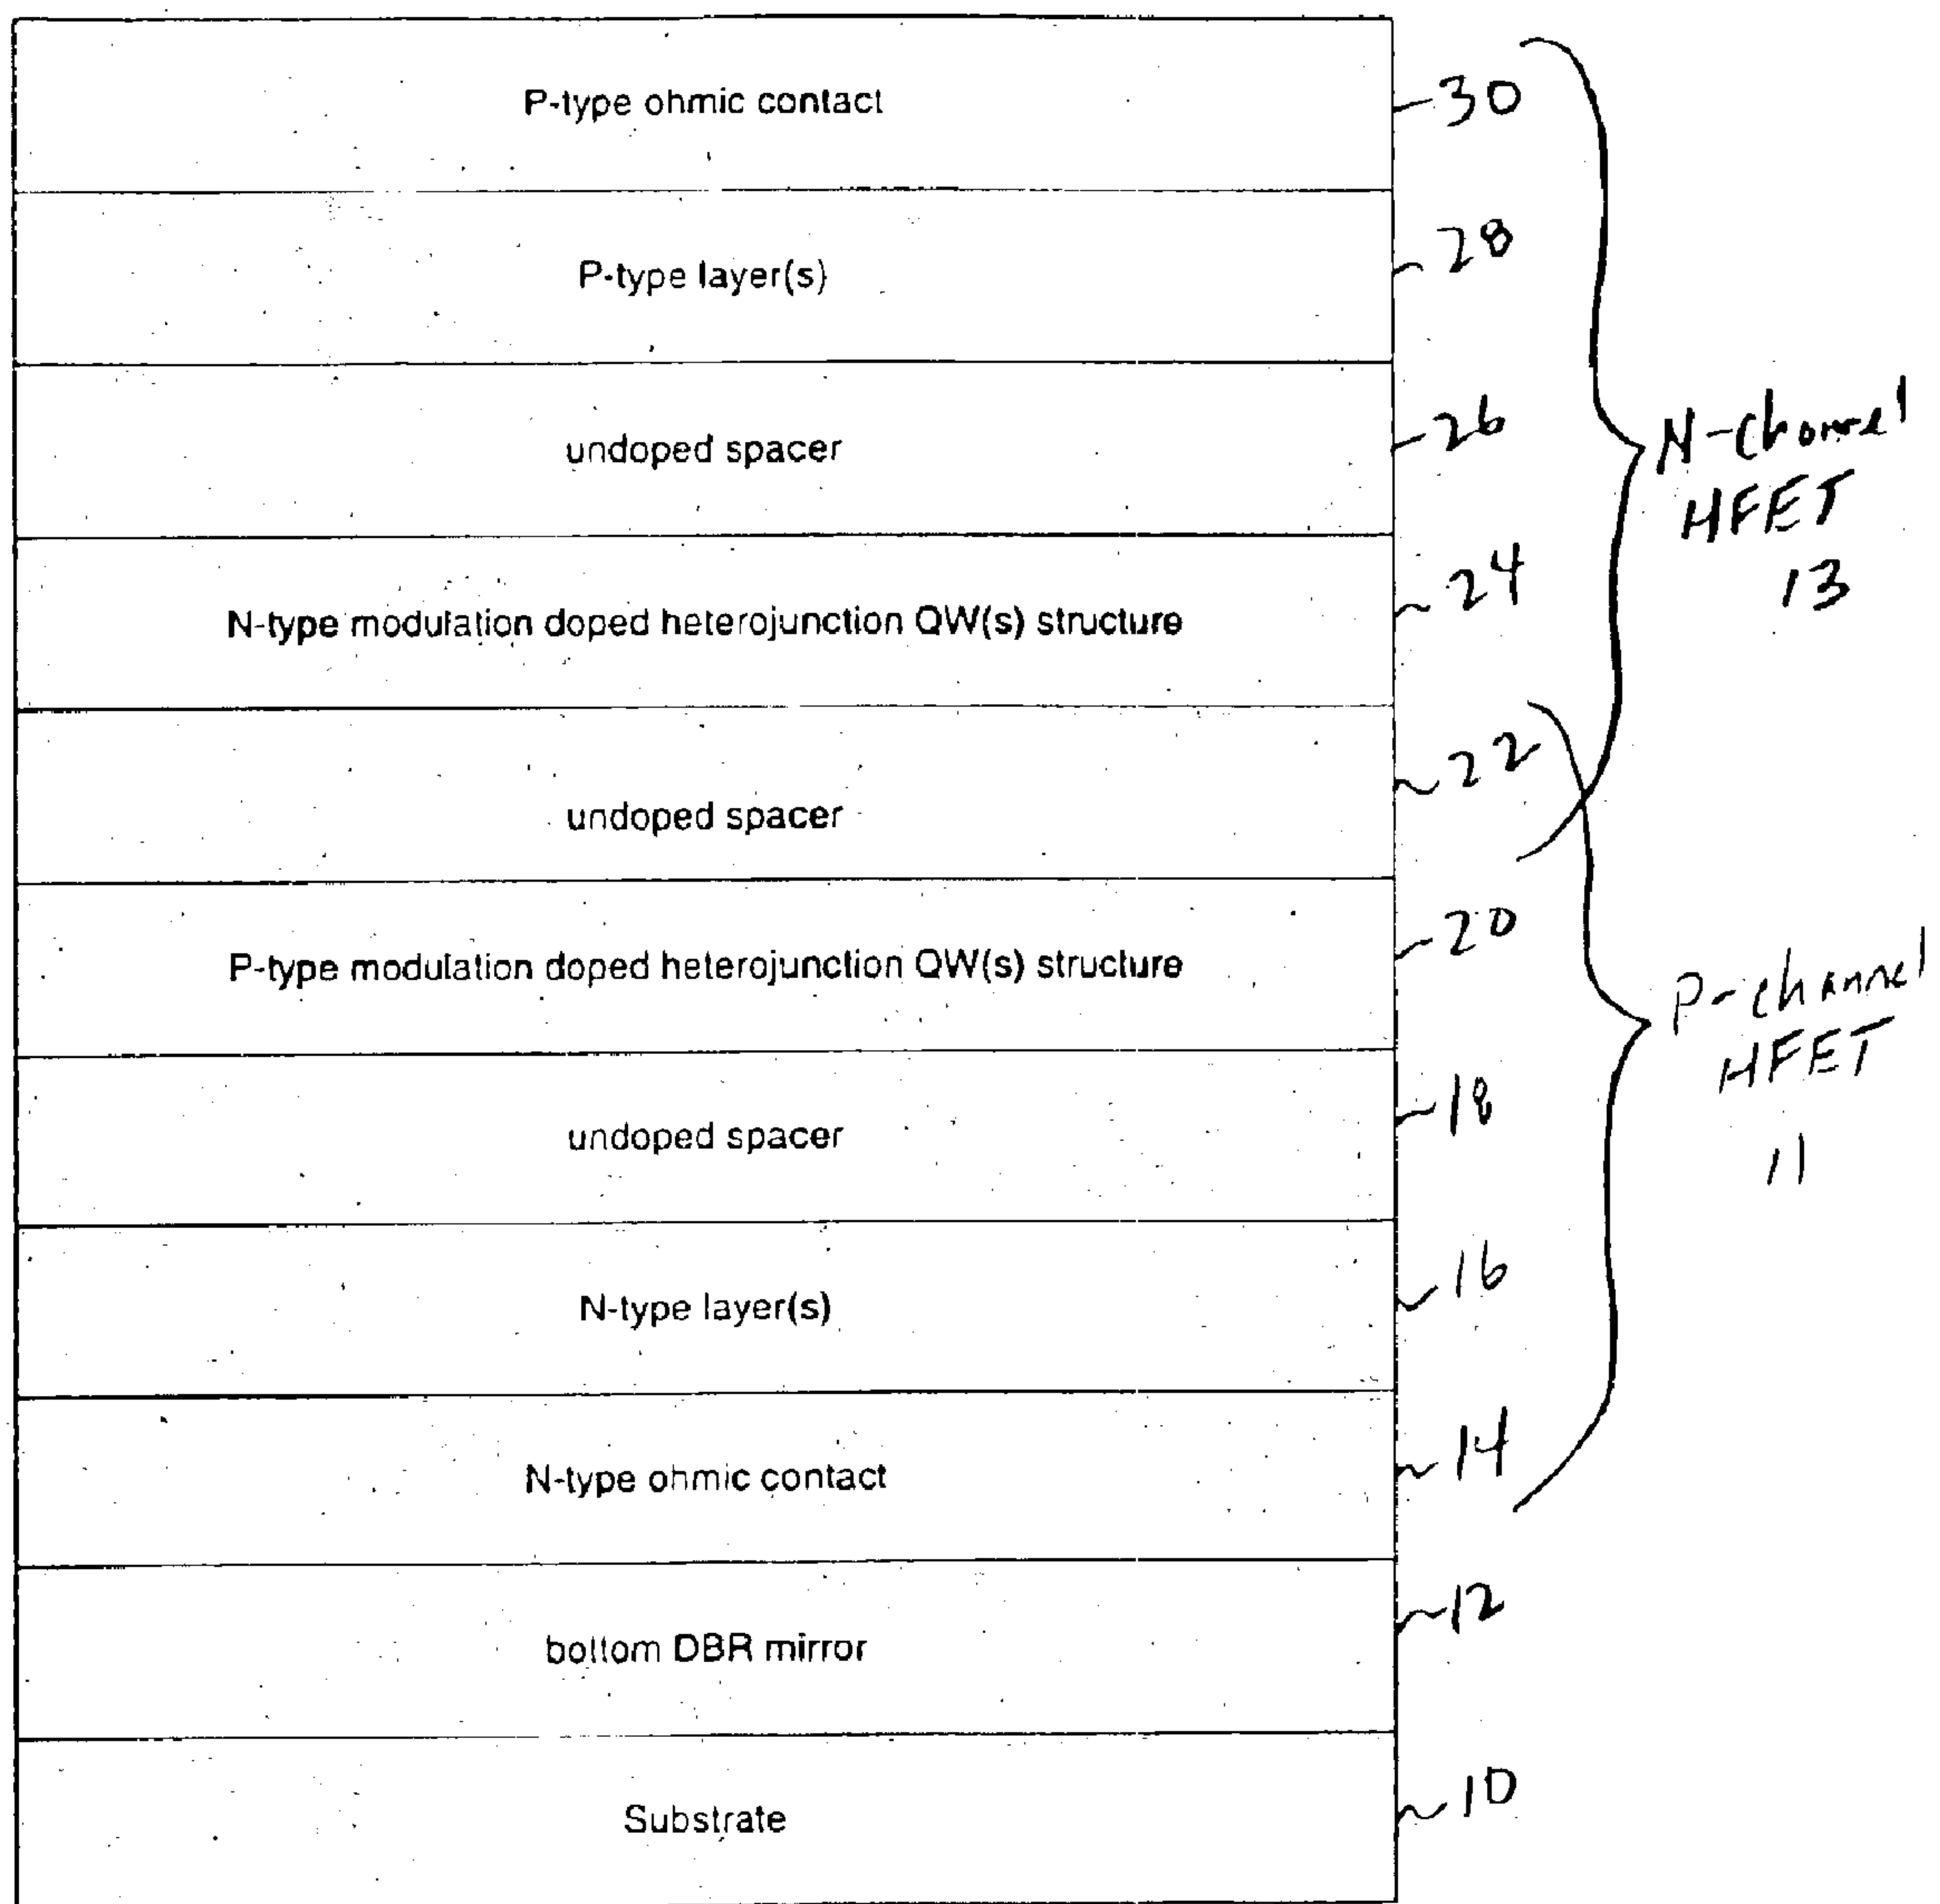 P-type ohmic contact
30
P-type layer(s)
28
undoped spacer
26
N-channel
HFET
13
N-type modulation doped heterojunction QW(s) structure
24
undoped spacer
22
P-type modulation doped heterojunction QW(s) structure
20
P-channel
HFET
11
undoped spacer
18
N-type layer(s)
16
N-type ohmic contact
14
bottom DBR mirror
12
Substrate
10